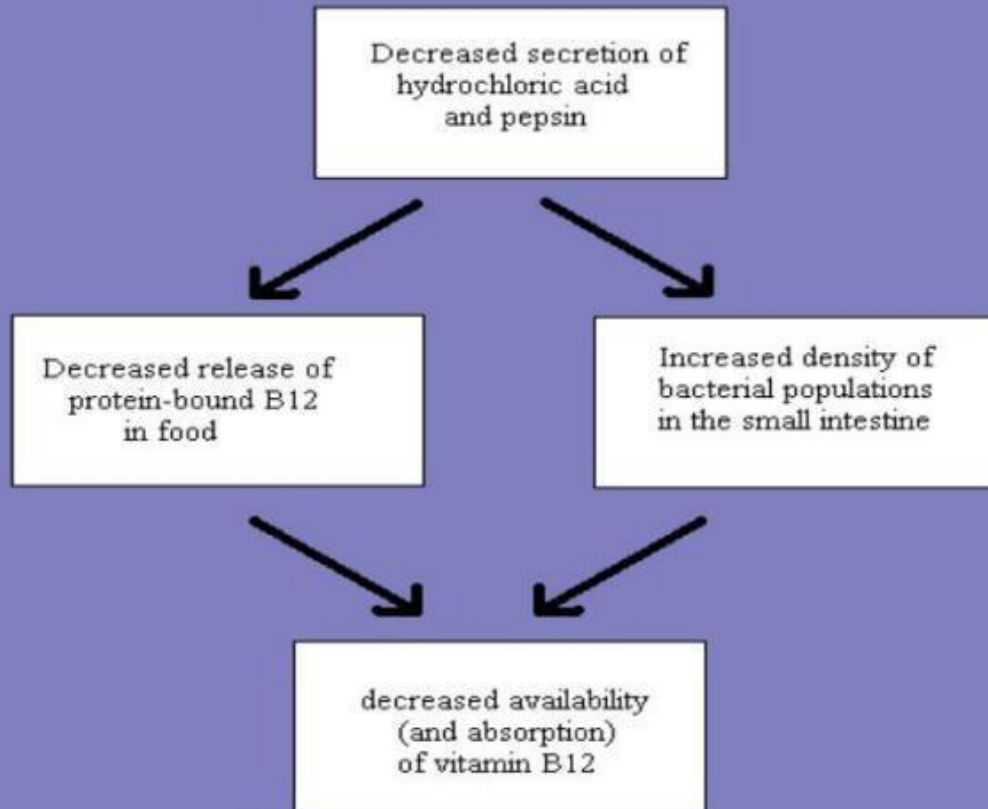 Decreased secretion of
hydrochloric acid
and pepsin
Decreased release of
protein-bound B12
in food
Increased density of
bacterial populations
in the small intestine
decreased availability
(and absorption)
of vitamin B12